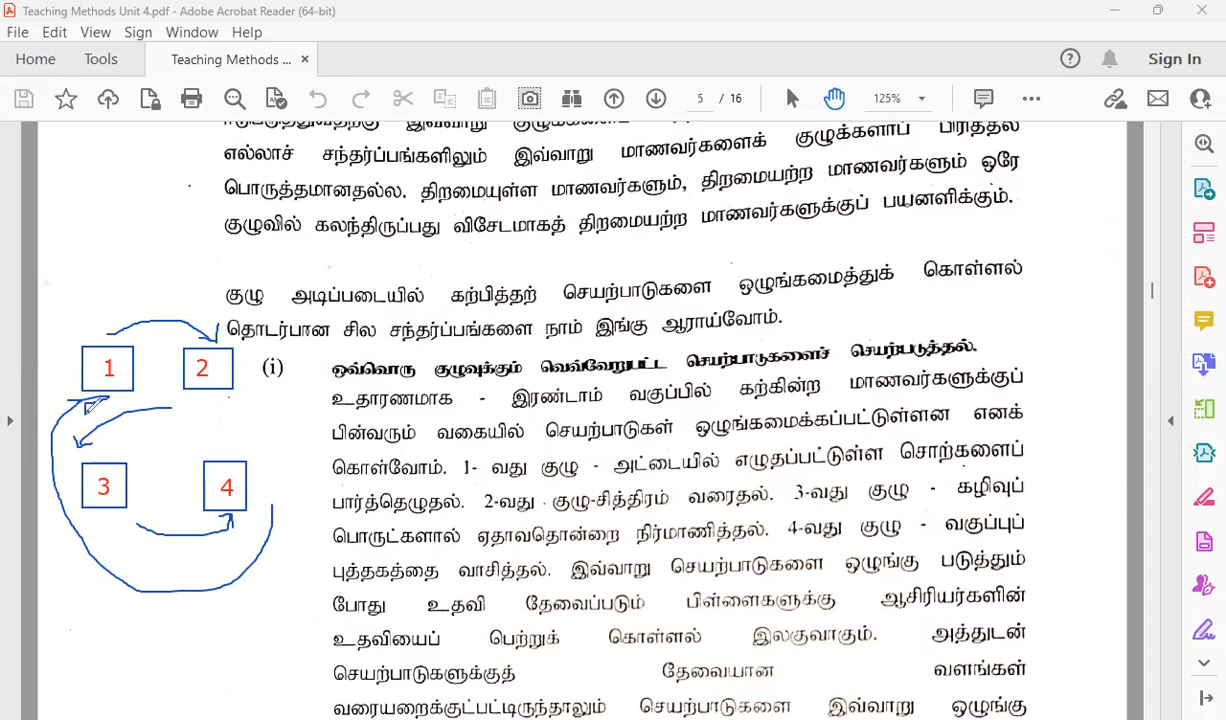 Teaching Methods Unit 4.pdf - Adobe Acrobat Reader (64-bit)
File Edit View Sign Window Help
Home Tools Teaching Methods ... × Sign In
5 / 16 125%
எல்லாச் சந்தர்ப்பங்களிலும் இவ்வாறு மாணவர்களைக் குழுக்களாப் பிரித்தல்
பொருத்தமானதல்ல. திறமையுள்ள மாணவர்களும், திறமையற்ற மாணவர்களும் ஒரே
குழுவில் கலந்திருப்பது விசேடமாகத் திறமையற்ற மாணவர்களுக்குப் பயனளிக்கும்.
குழு அடிப்படையில் கற்பித்தற் செயற்பாடுகளை ஒழுங்கமைத்துக் கொள்ளல்
தொடர்பான சில சந்தர்ப்பங்களை நாம் இங்கு ஆராய்வோம்.
1 2
(i) ஒவ்வொரு குழுவுக்கும் வெவ்வேறுபட்ட செயற்பாடுகளைச் செயற்படுத்தல்.
உதாரணமாக - இரண்டாம் வகுப்பில் கற்கின்ற மாணவர்களுக்குப்
பின்வரும் வகையில் செயற்பாடுகள் ஒழுங்கமைக்கப்பட்டுள்ளன எனக்
கொள்வோம். 1- வது குழு - அட்டையில் எழுதப்பட்டுள்ள சொற்களைப்
3 4
பார்த்தெழுதல். 2-வது குழு-சித்திரம் வரைதல். 3-வது குழு - கழிவுப்
பொருட்களால் ஏதாவதொன்றை நிர்மாணித்தல். 4-வது குழு - வகுப்புப்
புத்தகத்தை வாசித்தல். இவ்வாறு செயற்பாடுகளை ஒழுங்கு படுத்தும்
போது உதவி தேவைப்படும் பிள்ளைகளுக்கு ஆசிரியர்களின்
உதவியைப் பெற்றுக் கொள்ளல் இலகுவாகும். அத்துடன்
செயற்பாடுகளுக்குத் தேவையான வளங்கள்
வரையறைக்குட்பட்டிருந்தாலும் செயற்பாடுகளை இவ்வாறு ஒழுங்கு